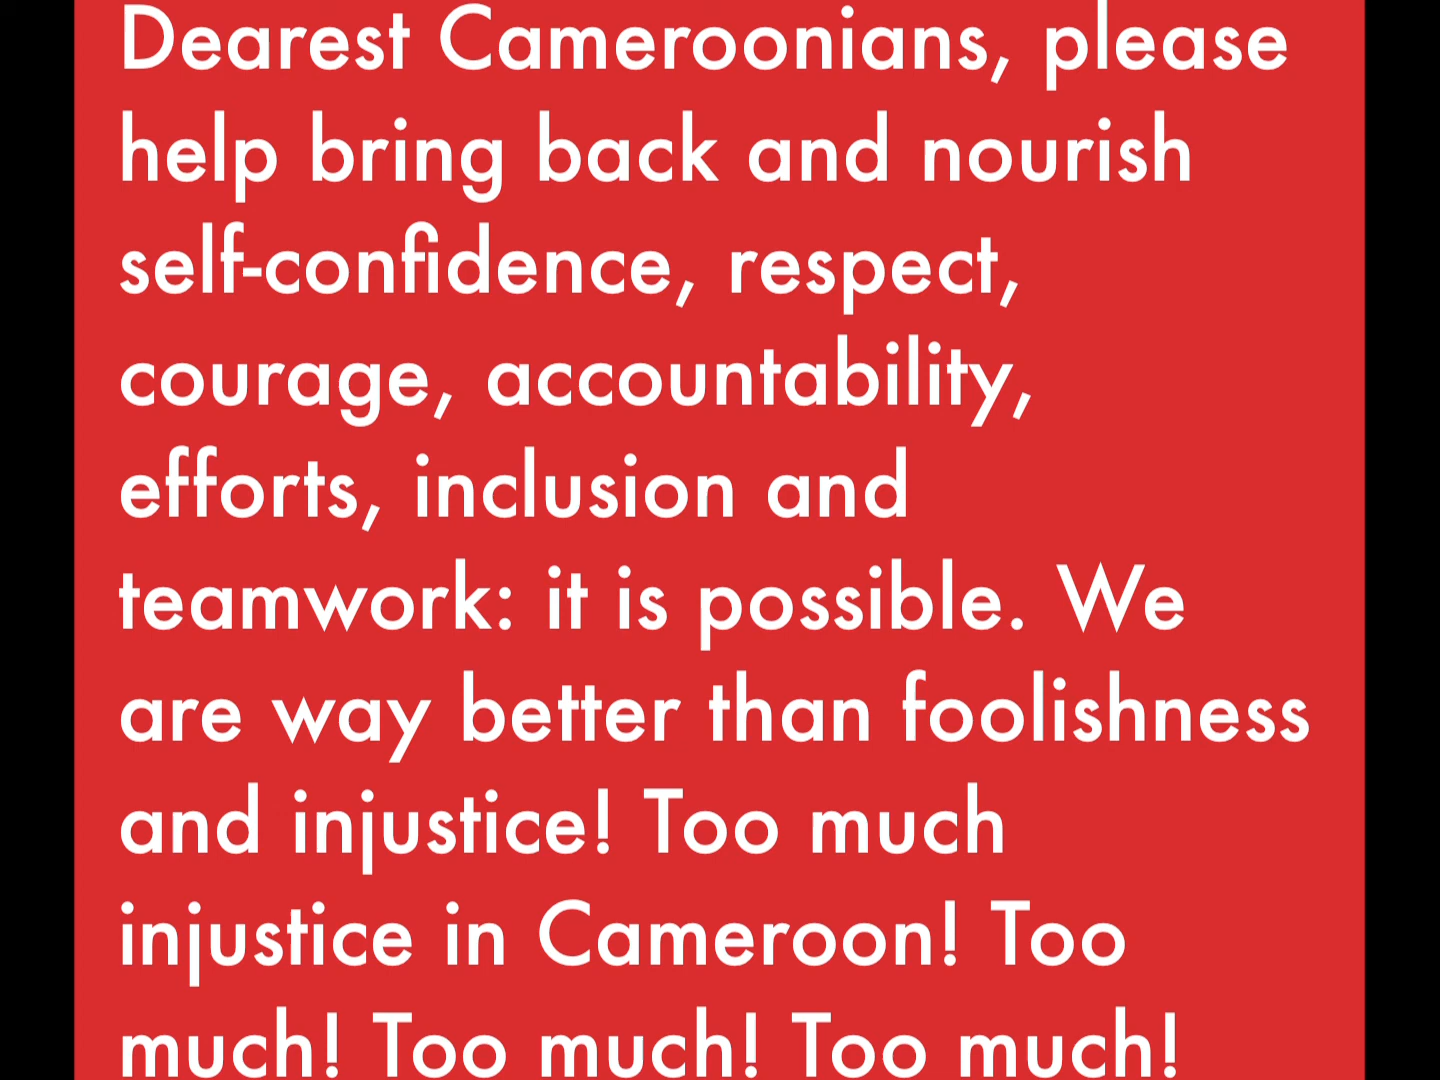 Dearest Cameroonians, please
help bring back and nourish
self-confidence, respect,
courage, accountability,
efforts, inclusion and
teamwork: it is possible. We
are way better than foolishness
and injustice! Too much
injustice in Cameroon! Too
much! Too much! Too much!